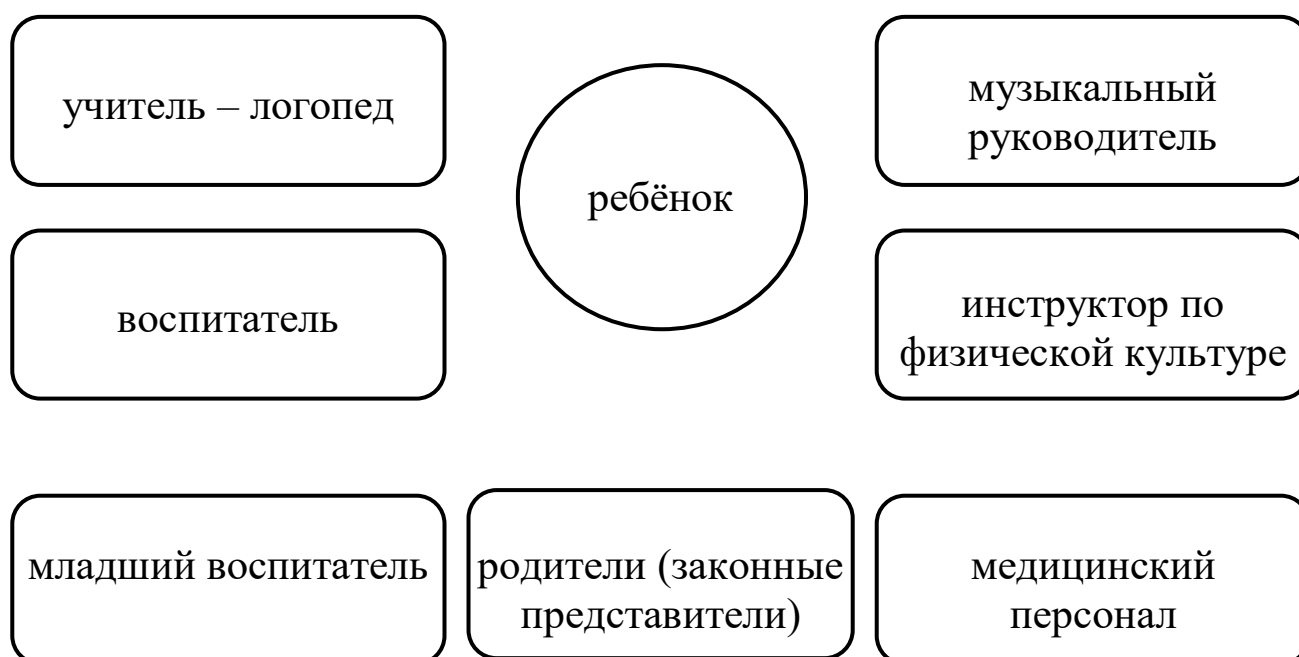 учитель – логопед
ребёнок
музыкальный
руководитель
воспитатель
инструктор по
физической культуре
младший воспитатель
родители (законные
представители)
медицинский
персонал